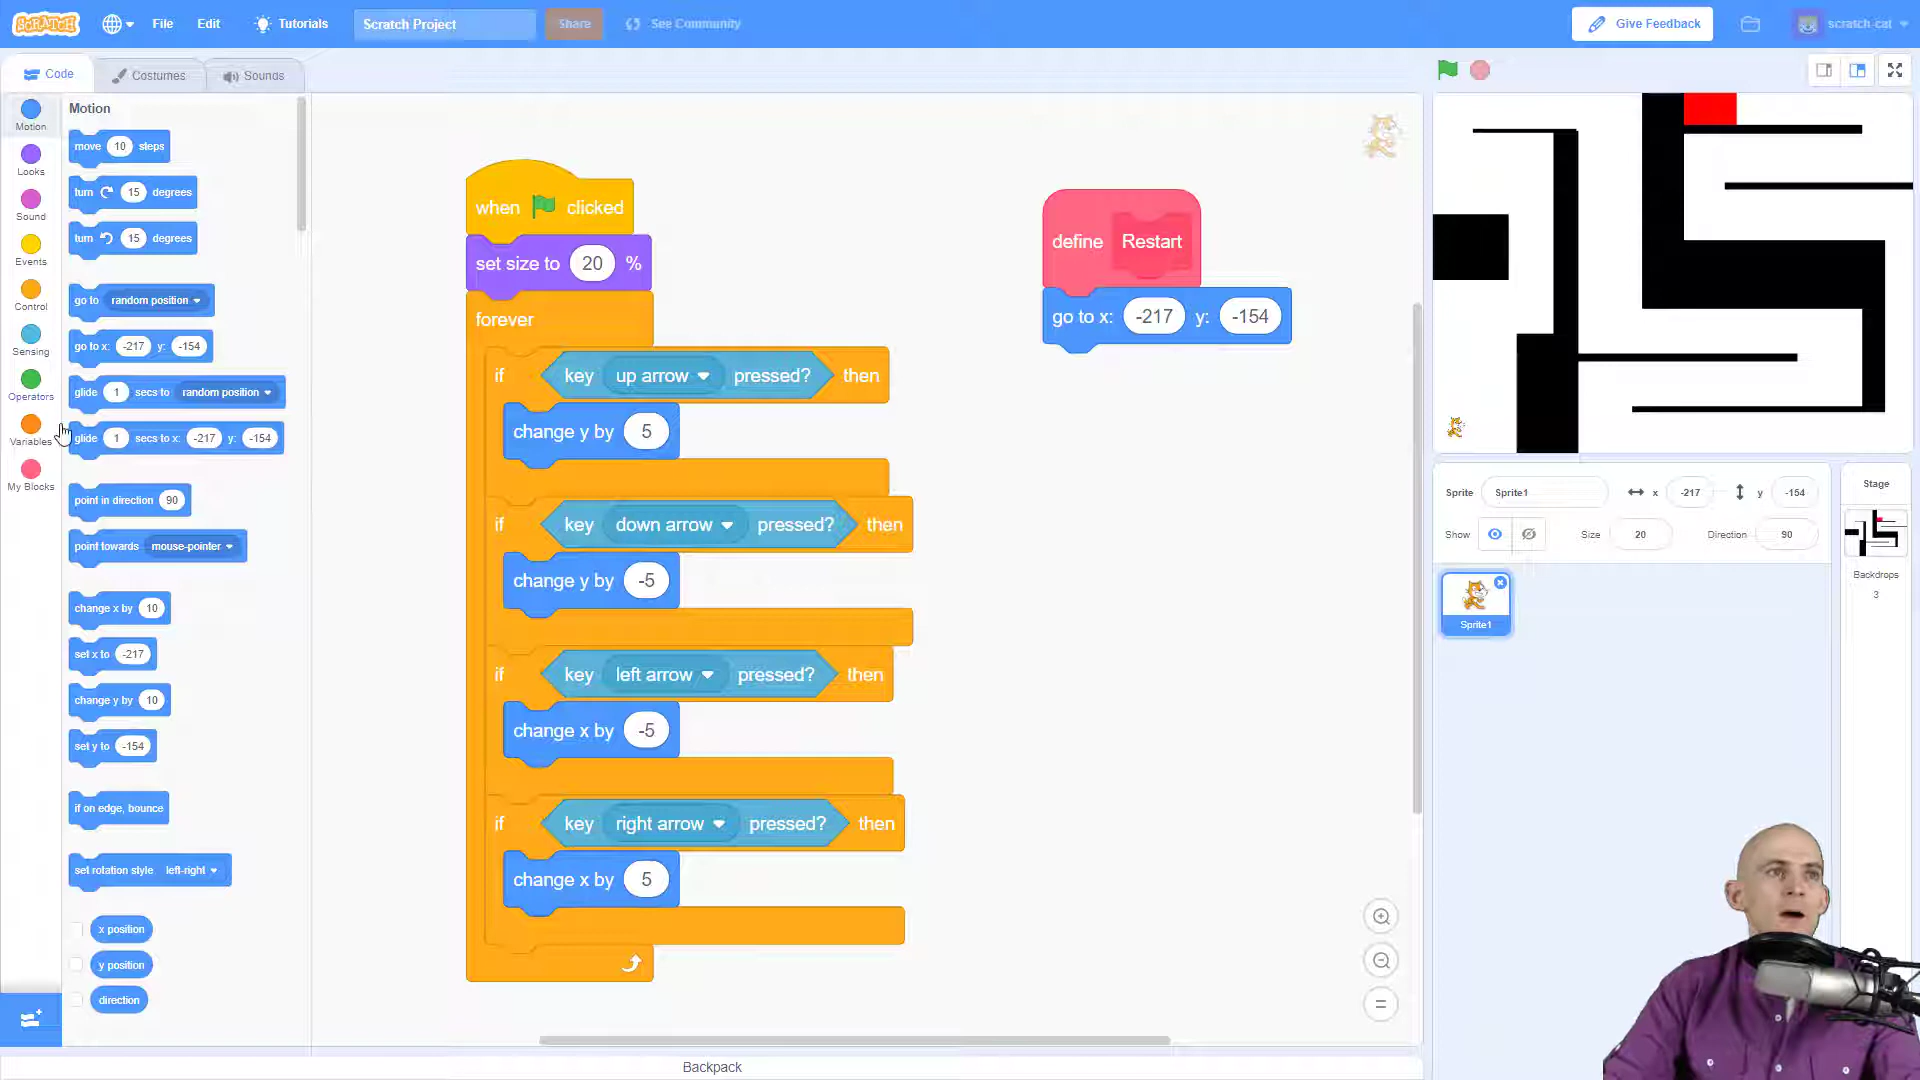 SCRATCH
File
Edit
Tutorials
Scratch Project
Share
See Community
Give Feedback
scratch-cat
Code
Costumes
Sounds
Motion
Looks
Sound
Events
Control
Sensing
Operators
Variables
My Blocks
Motion
move 10 steps
turn 15 degrees
turn 15 degrees
go to random position
go to x: -217 y: -154
glide 1 secs to random position
glide 1 secs to x: -217 y: -154
point in direction 90
point towards mouse-pointer
change x by 10
set x to -217
change y by 10
set y to -154
if on edge, bounce
set rotation style left-right
x position
y position
direction
when clicked
set size to 20 %
forever
if key up arrow pressed? then
change y by 5
if key down arrow pressed? then
change y by -5
if key left arrow pressed? then
change x by -5
if key right arrow pressed? then
change x by 5
define Restart
go to x: -217 y: -154
Backpack
Sprite Sprite1 x -217 y -154
Show Size 20 Direction 90
Sprite1
Stage
Backdrops
3